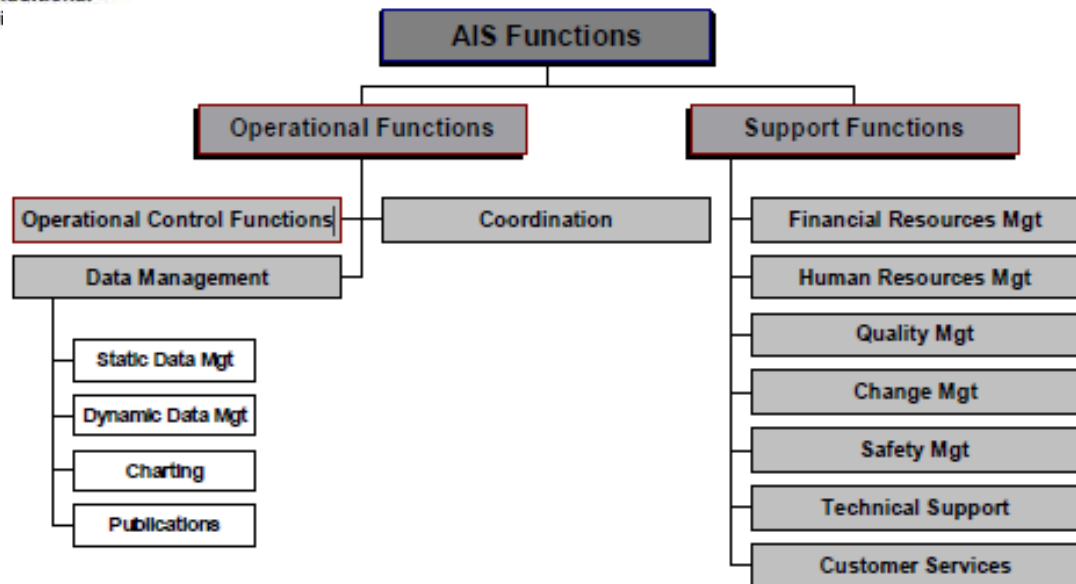 AIS Functions
Operational Functions
Support Functions
Operational Control Functions
Coordination
Data Management
Static Data Mgt
Dynamic Data Mgt
Charting
Publications
Financial Resources Mgt
Human Resources Mgt
Quality Mgt
Change Mgt
Safety Mgt
Technical Support
Customer Services